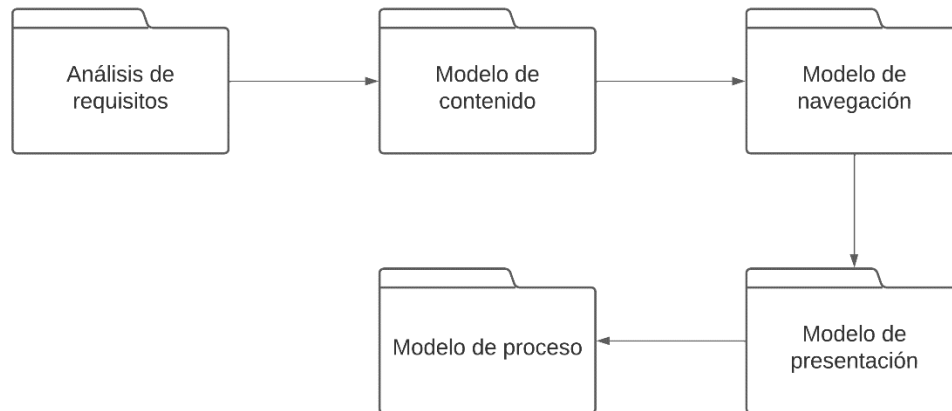 Análisis de
requisitos
Modelo de
contenido
Modelo de
navegación
Modelo de
presentación
Modelo de proceso